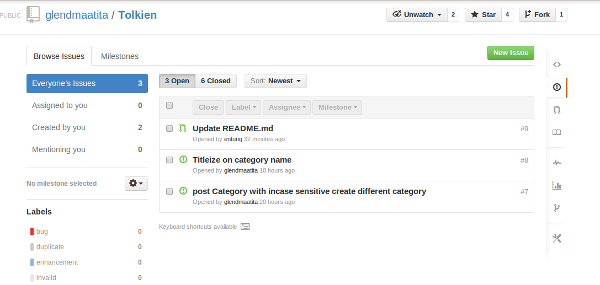 PUBLIC glendmaatita / Tolkien Unwatch 2 Star 4 Fork 1
Browse Issues Milestones New Issue
Everyone's Issues 3
Assigned to you 0
Created by you 2
Mentioning you 0
No milestone selected
Labels
bug 0
duplicate 0
enhancement 0
invalid 0
3 Open 6 Closed Sort: Newest
Close Label Assignee Milestone
Update README.md #9
Opened by entung 32 minutes ago
Titleize on category name #8
Opened by glendmaatita 10 hours ago
post Category with incase sensitive create different category #7
Opened by glendmaatita 20 hours ago
Keyboard shortcuts available